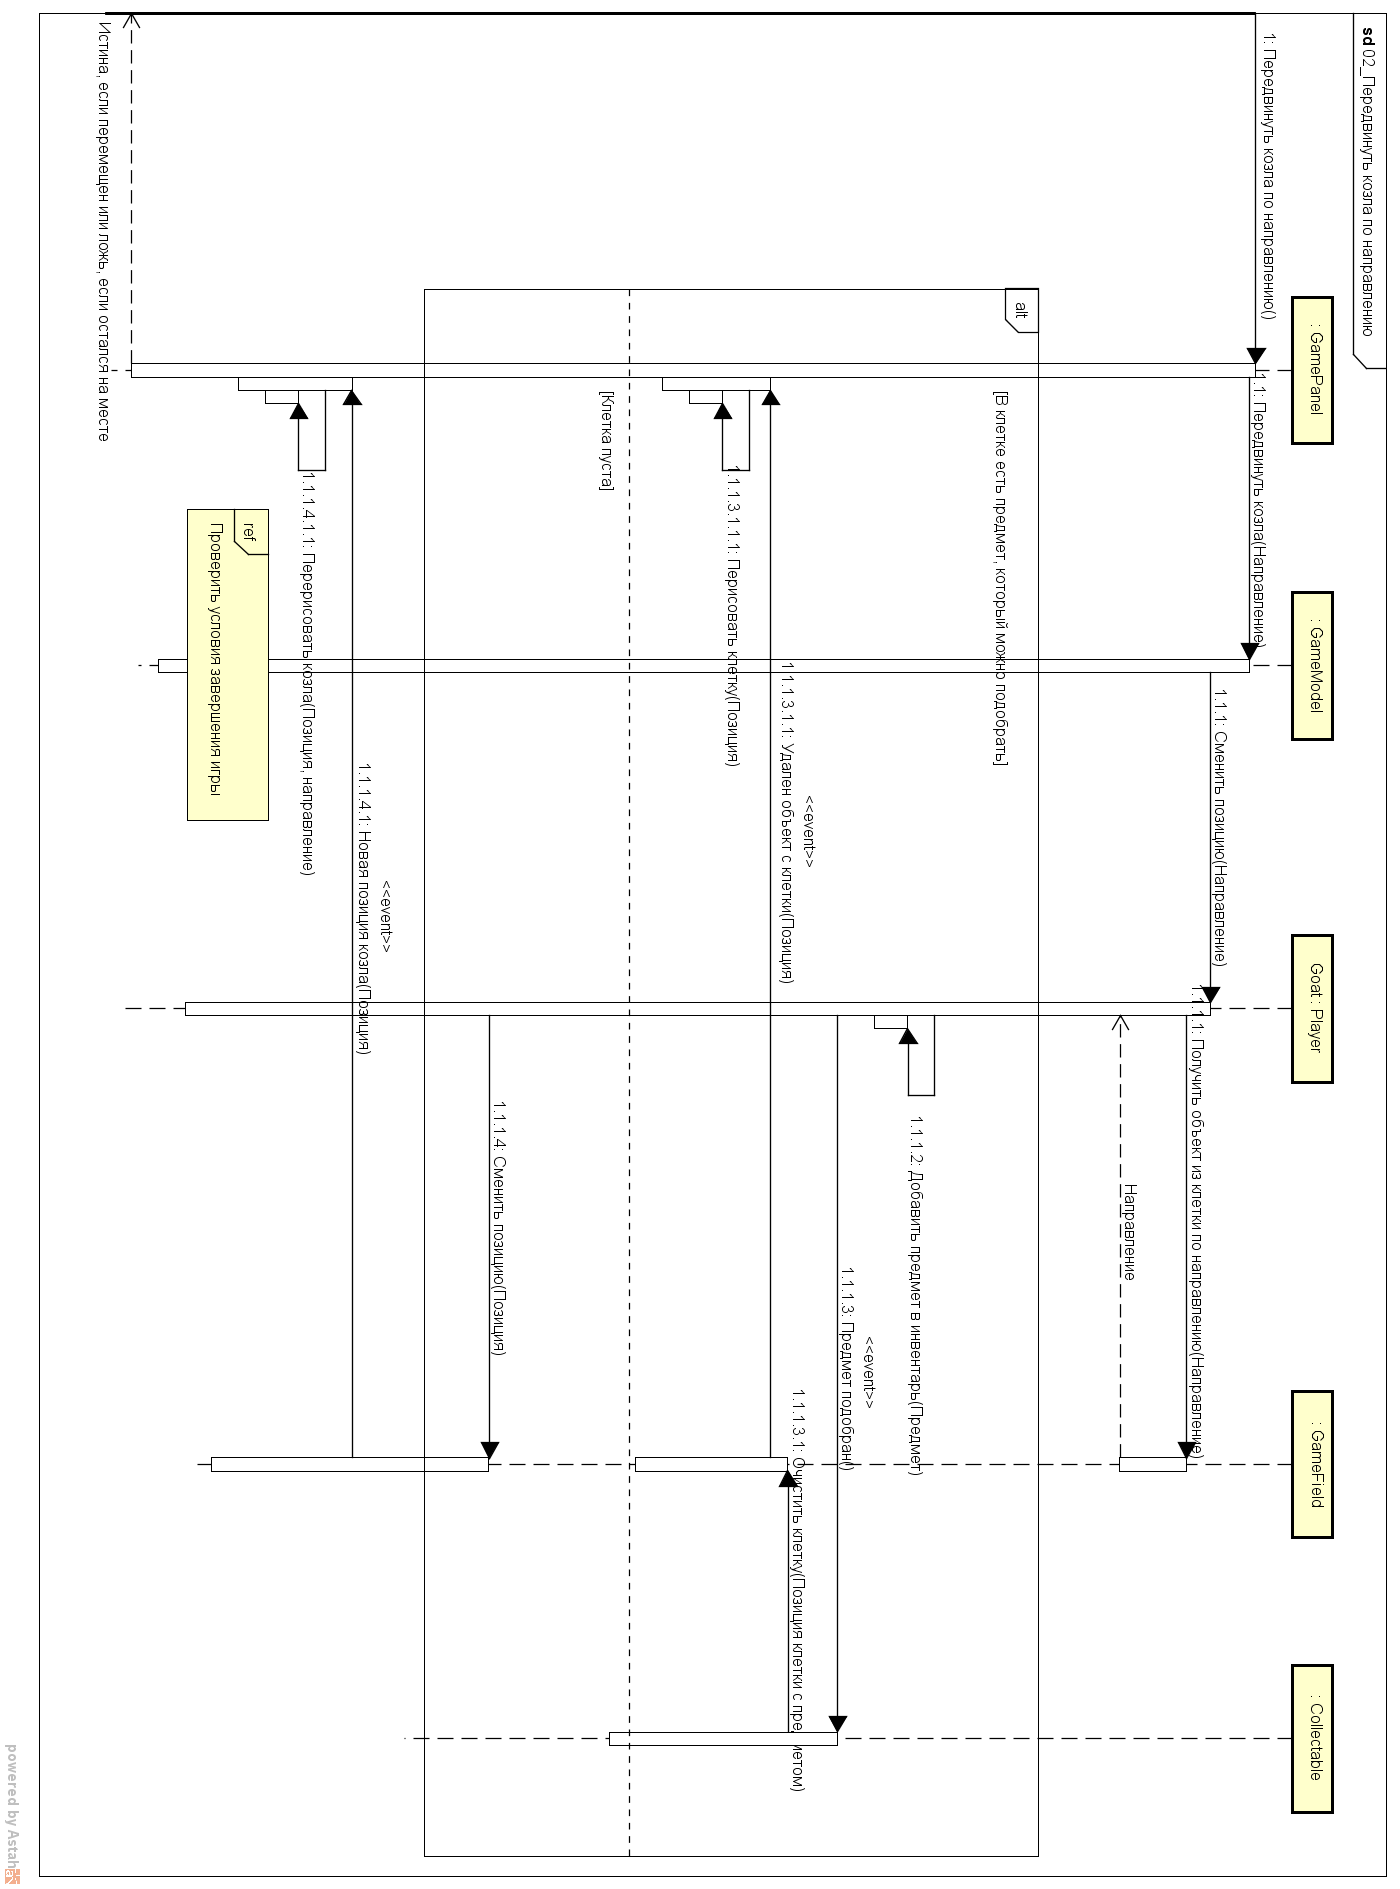 sd 02_Передвинуть козла по направлению
: GamePanel
: GameModel
Goat : Player
: GameField
: Collectable
1: Передвинуть козла по направлению()
1.1: Передвинуть козла(Направление)
1.1.1: Сменить позицию(Направление)
1.1.1.1: Получить объект из клетки по направлению(Направление)
Направление
alt
[В клетке есть предмет, который можнр подобрать]
1.1.1.2: Добавить предмет в инвентарь(Предмет)
<<event>>
1.1.1.3: Предмет подобран()
<<event>>
1.1.1.3.1: Очистить клетку(Позиция клетки с предметом)
1.1.1.3.1.1: Удален объект с клетки(Позиция)
1.1.1.3.1.1.1: Перисовать клетку(Позиция)
[Клетка пуста]
1.1.1.4: Сменить позицию(Позиция)
<<event>>
1.1.1.4.1: Новая позиция козла(Позиция)
1.1.1.4.1.1: Перерисовать козла(Позиция, направление)
ref
Проверить условия завершения игры
Истина, если перемещен или ложь, если остался на месте
powered by Astah